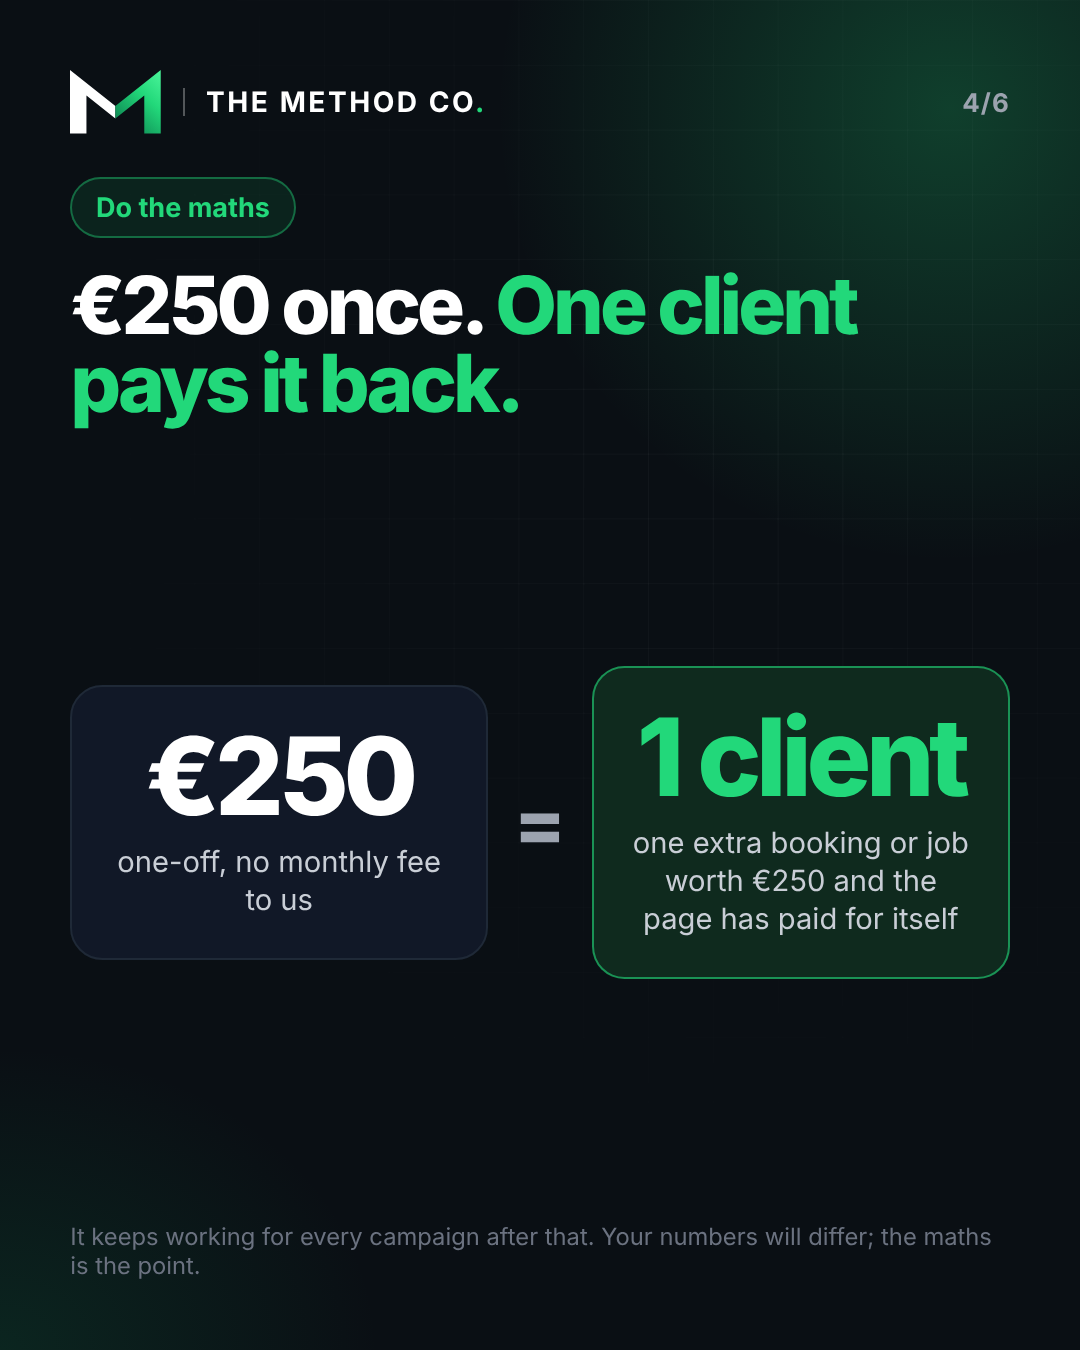 THE METHOD CO.
4/6
Do the maths
€250 once. One client
pays it back.
€250
one-off, no monthly fee
to us
=
1 client
one extra booking or job
worth €250 and the
page has paid for itself
It keeps working for every campaign after that. Your numbers will differ; the maths
is the point.